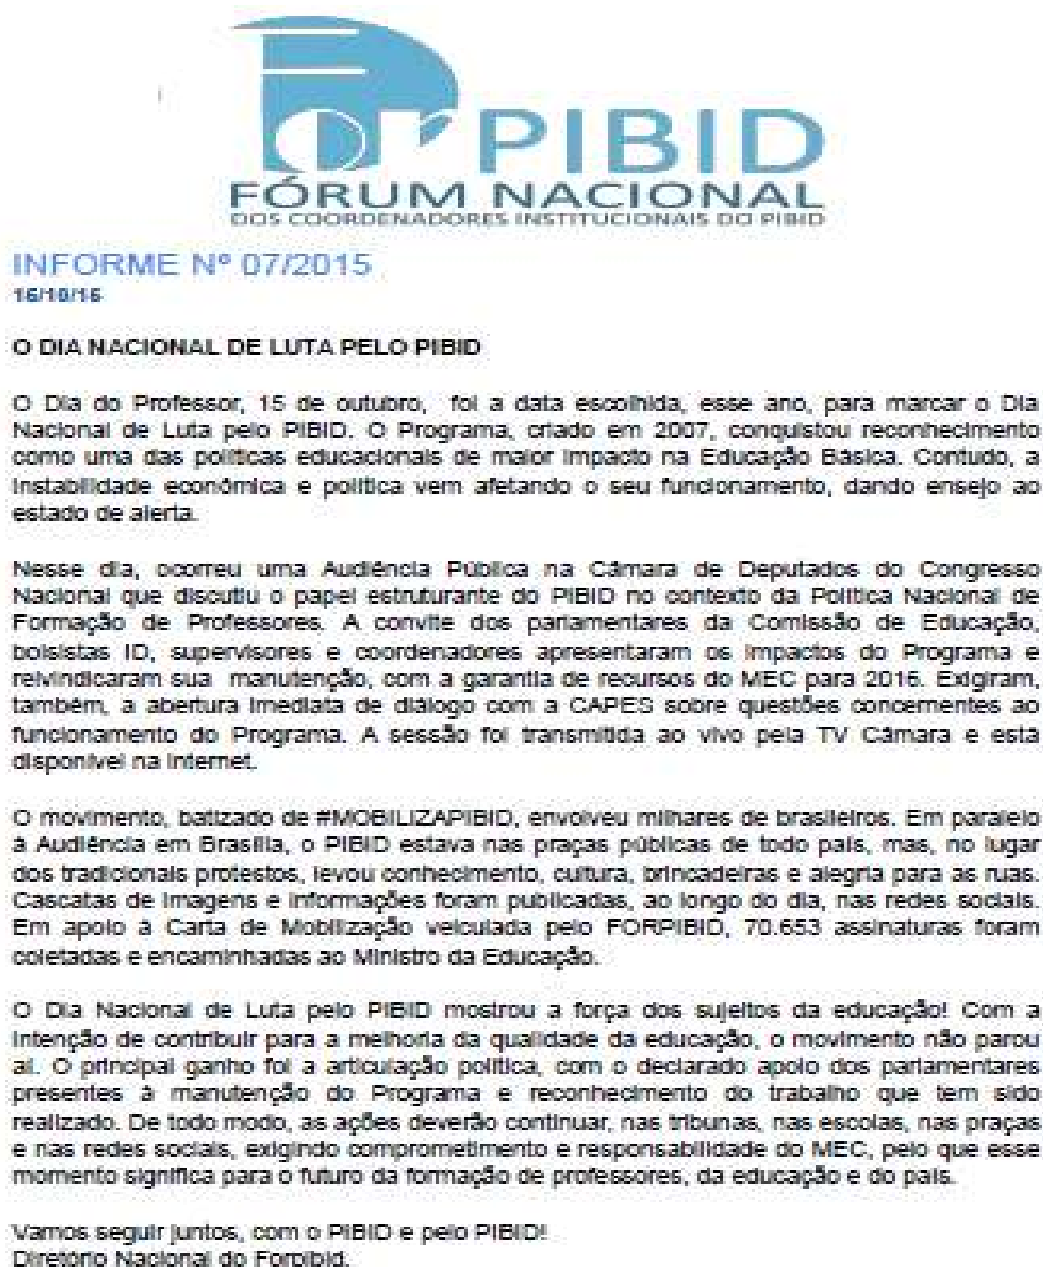 For PIBID
FÓRUM NACIONAL
DOS COORDENADORES INSTITUCIONAIS DO PIBID
INFORME Nº 07/2015
16/10/15
O DIA NACIONAL DE LUTA PELO PIBID
O Dia do Professor, 15 de outubro, foi a data escolhida, esse ano, para marcar o Dia
Nacional de Luta pelo PIBID. O Programa, criado em 2007, conquistou reconhecimento
como uma das políticas educacionais de maior impacto na Educação Básica. Contudo, a
instabilidade econômica e política vem afetando o seu funcionamento, dando ensejo ao
estado de alerta.
Nesse dia, ocorreu uma Audiência Pública na Câmara de Deputados do Congresso
Nacional que discutiu o papel estruturante do PIBID no contexto da Política Nacional de
Formação de Professores. A convite dos parlamentares da Comissão de Educação,
bolsistas ID, supervisores e coordenadores apresentaram os impactos do Programa e
reivindicaram sua manutenção, com a garantia de recursos do MEC para 2016. Exigiram,
também, a abertura imediata de diálogo com a CAPES sobre questões concernentes ao
funcionamento do Programa. A sessão foi transmitida ao vivo pela TV Câmara e está
disponível na internet.
O movimento, batizado de #MOBILIZAPIBID, envolveu milhares de brasileiros. Em paralelo
à Audiência em Brasília, o PIBID estava nas praças públicas de todo país, mas, no lugar
dos tradicionais protestos, levou conhecimento, cultura, brincadeiras e alegria para as ruas.
Cascatas de imagens e informações foram publicadas, ao longo do dia, nas redes sociais.
Em apoio à Carta de Mobilização veiculada pelo FORPIBID, 70.653 assinaturas foram
coletadas e encaminhadas ao Ministro da Educação.
O Dia Nacional de Luta pelo PIBID mostrou a força dos sujeitos da educação! Com a
intenção de contribuir para a melhoria da qualidade da educação, o movimento não parou
aí. O principal ganho foi a articulação política, com o declarado apoio dos parlamentares
presentes à manutenção do Programa e reconhecimento do trabalho que tem sido
realizado. De todo modo, as ações deverão continuar, nas tribunas, nas escolas, nas praças
e nas redes sociais, exigindo comprometimento e responsabilidade do MEC, pelo que esse
momento significa para o futuro da formação de professores, da educação e do país.
Vamos seguir juntos, com o PIBID e pelo PIBID!
Diretório Nacional do Forpibid.